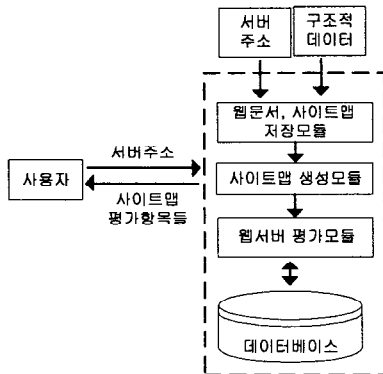 서버
주소
구조적
데이터
웹문서, 사이트맵
저장모듈
서버주소
사용자
사이트맵 생성모듈
사이트맵
평가항목들
웹서버 평가모듈
데이터베이스